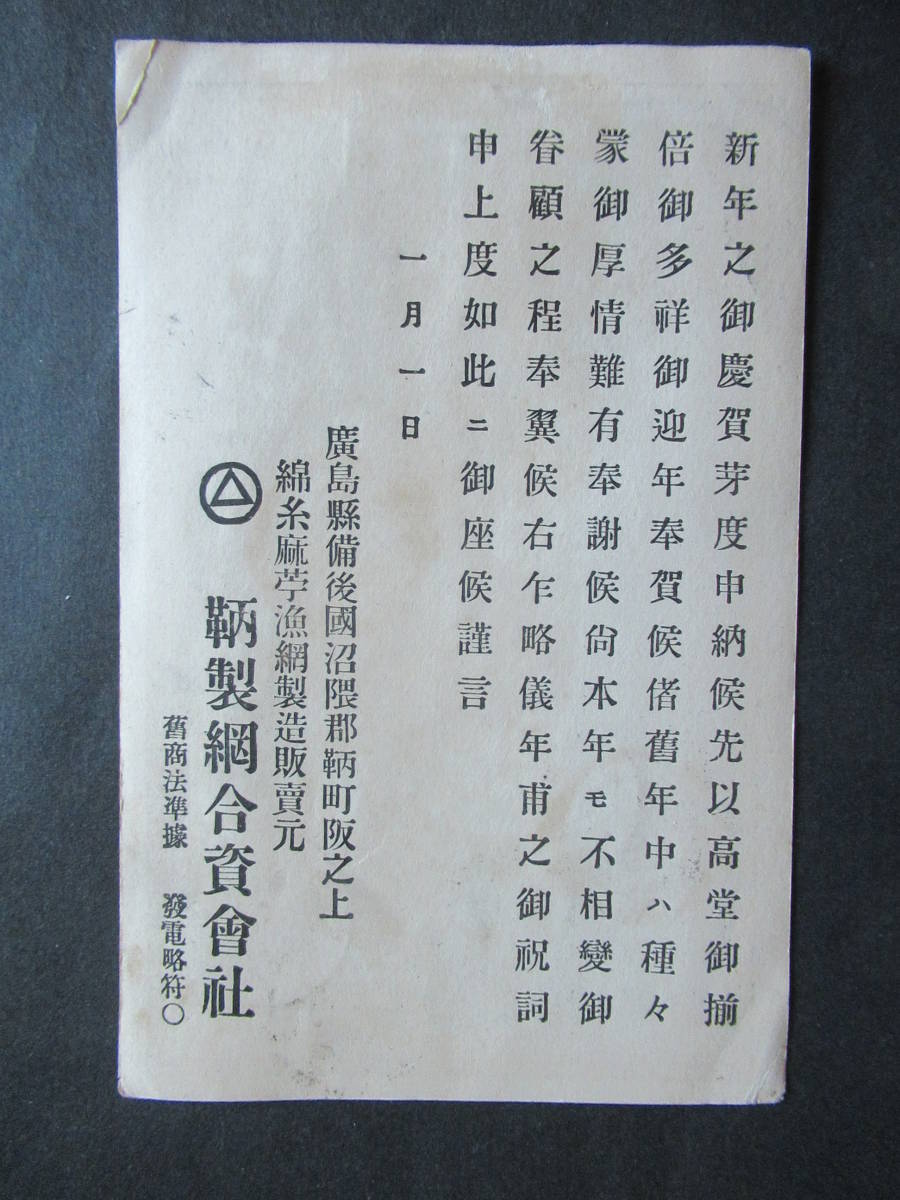 新年之御慶賀芽度申納候先以高堂御揃
倍御多祥御迎年奉賀候偖舊年中ハ種々
蒙御厚情難有奉謝候尙本年モ不相變御
眷顧之程奉翼候右乍略儀年甫之御祝詞
申上度如此ニ御座候謹言
一月一日
廣島縣備後國沼隈郡鞆町阪之上
綿糸麻苧漁網製造販賣元
鞆製網合資會社
舊商法準據 發電略符〇